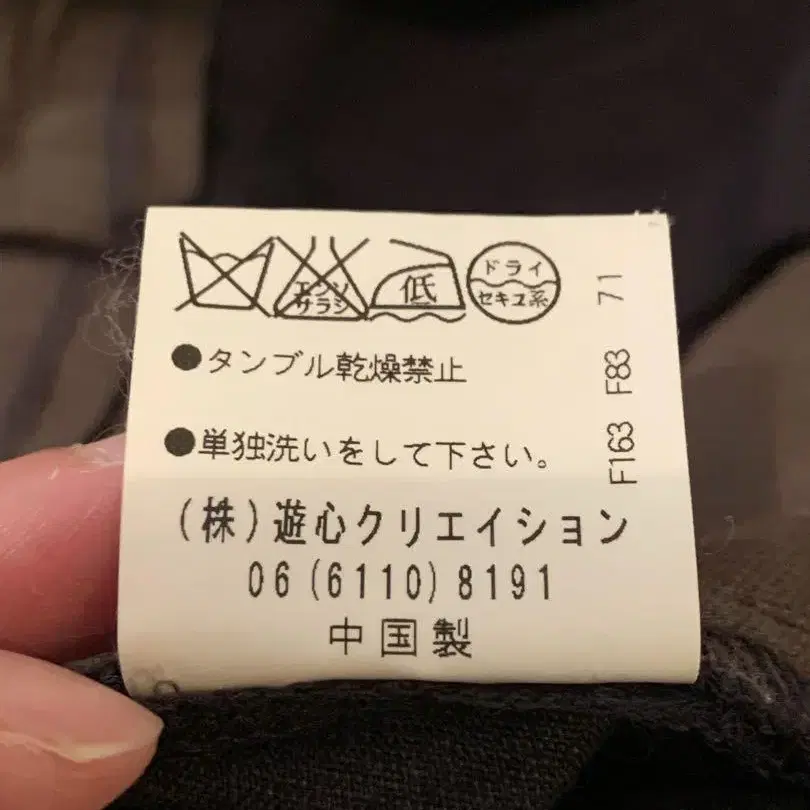 エンソ
サラシ
低
ドライ
セキユ系
●タンブル乾燥禁止
●単独洗いをして下さい。
(株)遊心クリエイション
06(6110)8191
中国製
F163 F83 71